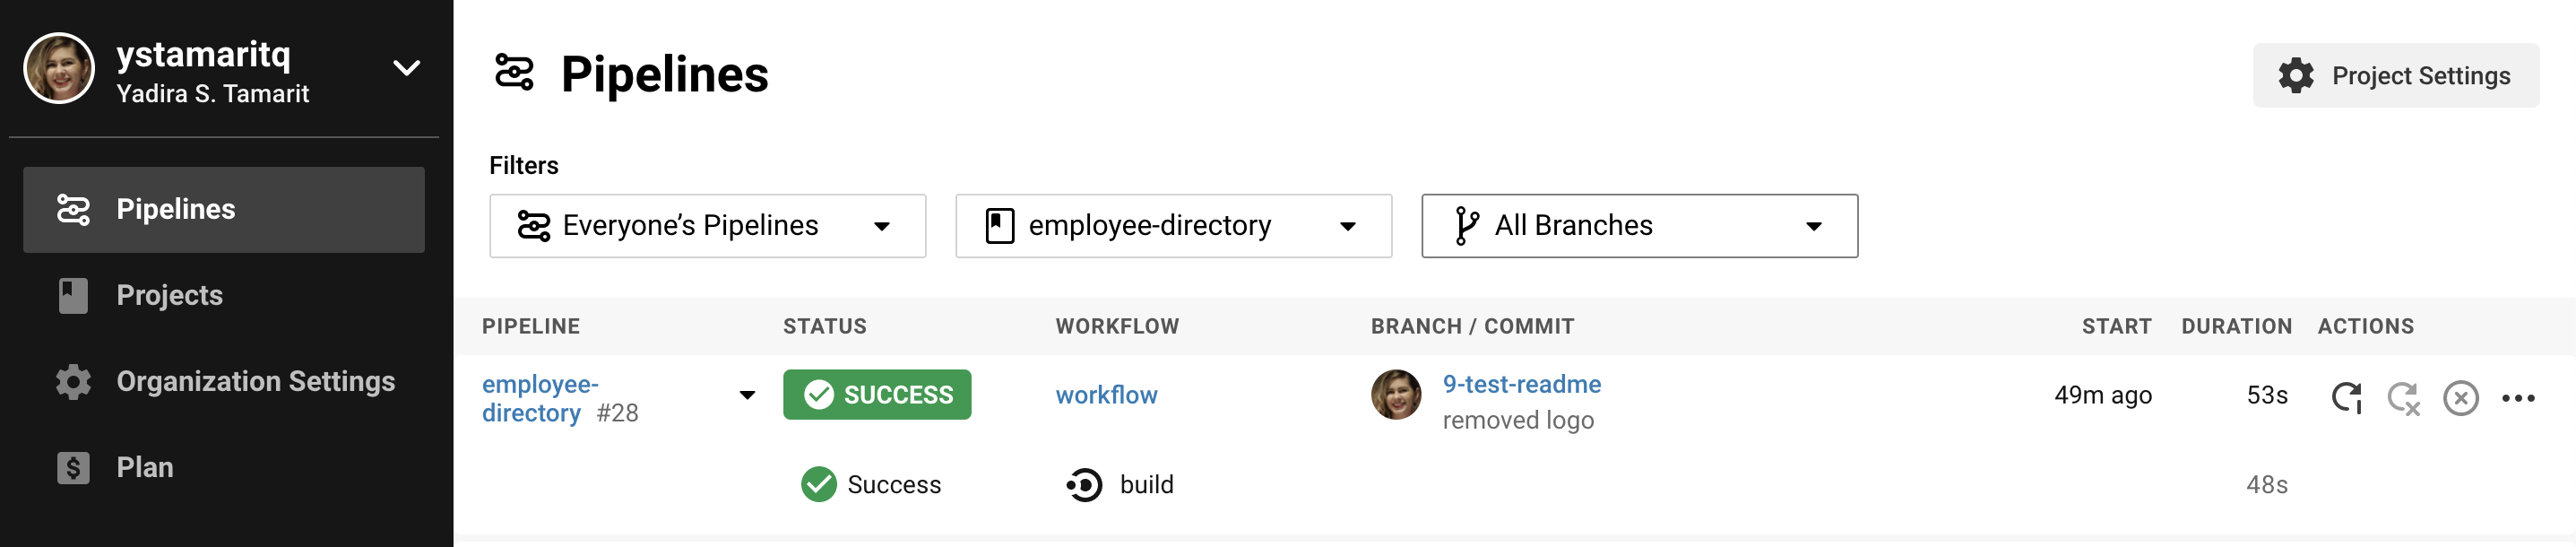 ystamaritq
Yadira S. Tamarit
Pipelines
Projects
Organization Settings
Plan
Pipelines
Project Settings
Filters
Everyone’s Pipelines
employee-directory
All Branches
PIPELINE STATUS WORKFLOW BRANCH / COMMIT START DURATION ACTIONS
employee-
directory #28
SUCCESS
workflow
9-test-readme
removed logo
49m ago
53s
Success
build
48s